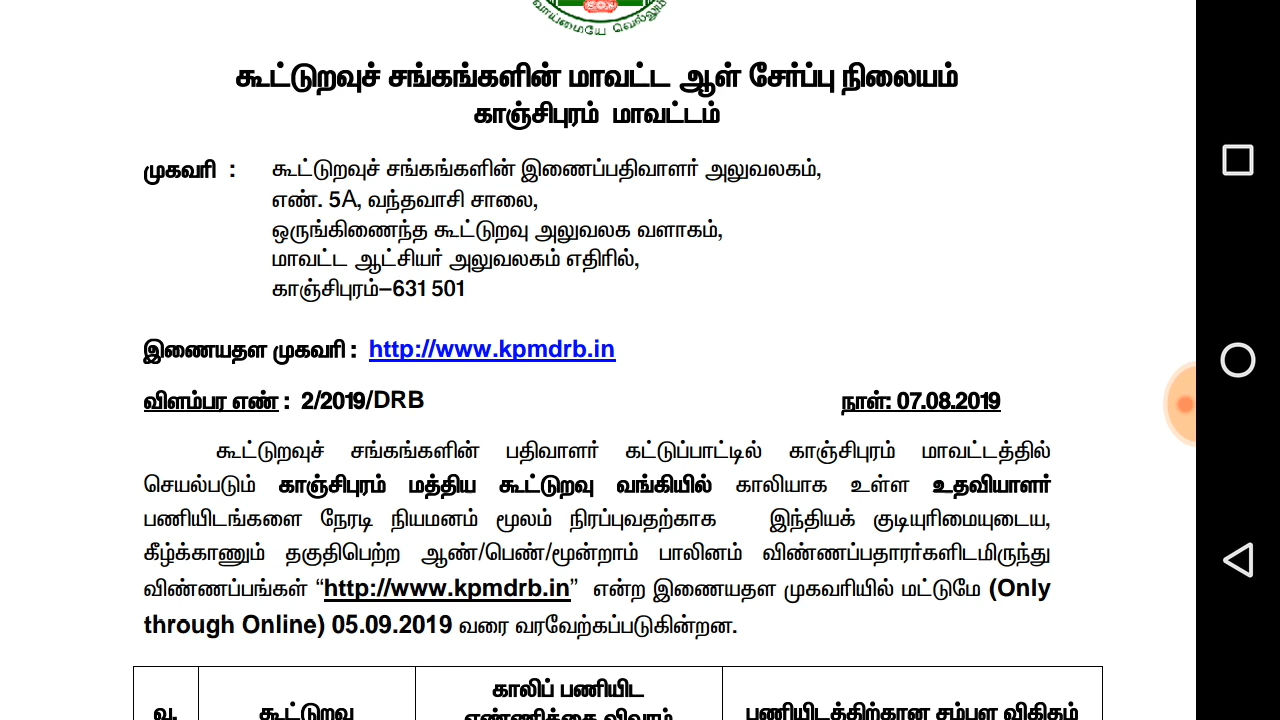 வாய்மையே வெல்லும்
கூட்டுறவுச் சங்கங்களின் மாவட்ட ஆள் சேர்ப்பு நிலையம்
காஞ்சிபுரம் மாவட்டம்
முகவரி : கூட்டுறவுச் சங்கங்களின் இணைப்பதிவாளர் அலுவலகம்,
எண். 5A, வந்தவாசி சாலை,
ஒருங்கிணைந்த கூட்டுறவு அலுவலக வளாகம்,
மாவட்ட ஆட்சியர் அலுவலகம் எதிரில்,
காஞ்சிபுரம்–631 501
இணையதள முகவரி : http://www.kpmdrb.in
விளம்பர எண் : 2/2019/DRB நாள்: 07.08.2019
கூட்டுறவுச் சங்கங்களின் பதிவாளர் கட்டுப்பாட்டில் காஞ்சிபுரம் மாவட்டத்தில்
செயல்படும் காஞ்சிபுரம் மத்திய கூட்டுறவு வங்கியில் காலியாக உள்ள உதவியாளர்
பணியிடங்களை நேரடி நியமனம் மூலம் நிரப்புவதற்காக இந்தியக் குடியுரிமையுடைய,
கீழ்க்காணும் தகுதிபெற்ற ஆண்/பெண்/மூன்றாம் பாலினம் விண்ணப்பதாரர்களிடமிருந்து
விண்ணப்பங்கள் “http://www.kpmdrb.in” என்ற இணையதள முகவரியில் மட்டுமே (Only
through Online) 05.09.2019 வரை வரவேற்கப்படுகின்றன.
காலிப் பணியிட
வ. கூட்டுறவு எண்ணிக்கை விவரம் பணியிடத்திற்கான சம்பள விகிதம்